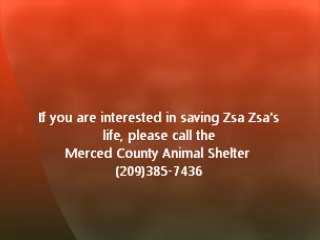 If you are interested in saving Zsa Zsa's
life, please call the
Merced County Animal Shelter
(209)385-7436